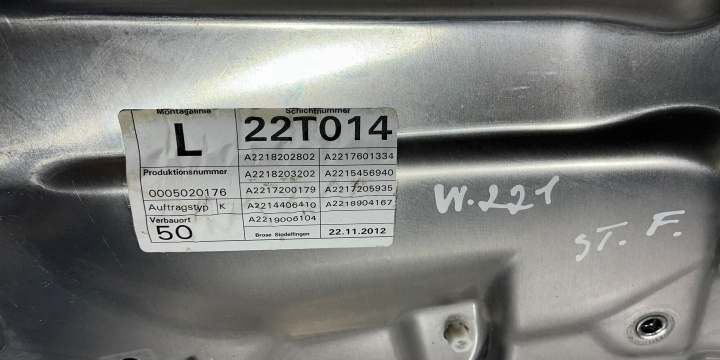 Montagelinie
L
Schichtnummer
22T014
Produktionsnummer
0005020176
Auftragstyp K
Verbauort
50
A2218202802 A2217601334
A2218203202 A2215456940
A2217200179 A2217205935
A2214406410 A2218904167
A2219006104
Brose Sindelfingen 22.11.2012
W.221
ST. F.